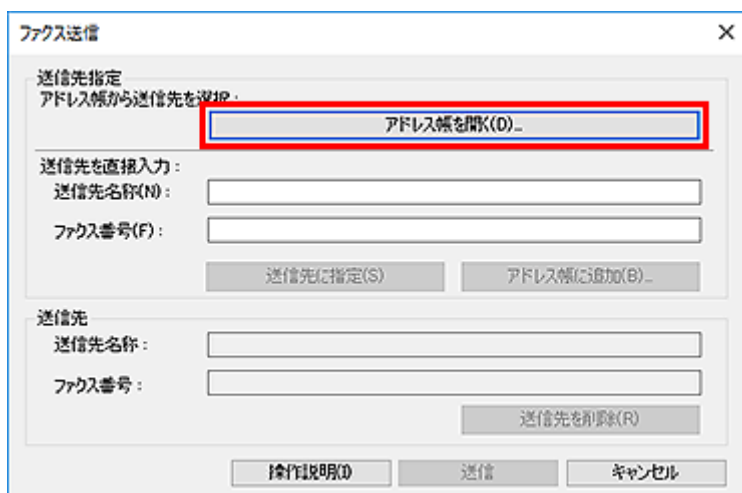 ファクス送信
送信先指定
アドレス帳から送信先を選択：
アドレス帳を開く(D)...
送信先を直接入力：
送信先名称(N)：
ファクス番号(F)：
送信先に指定(S)
アドレス帳に追加(B)...
送信先
送信先名称：
ファクス番号：
送信先を削除(R)
操作説明(I)
送信
キャンセル